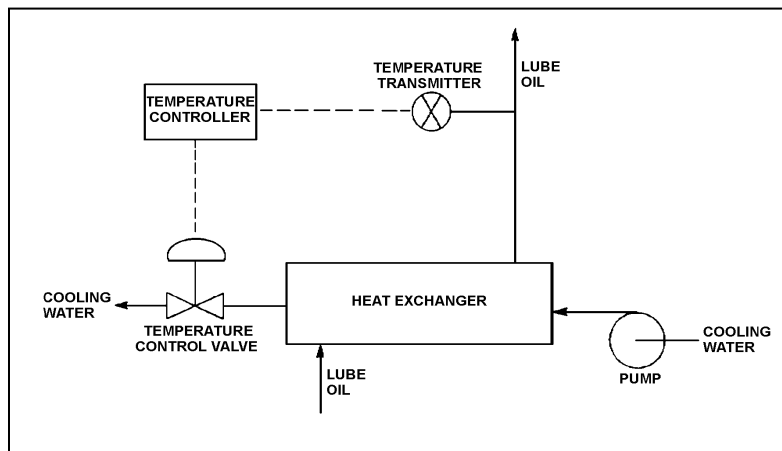 LUBE
OIL
TEMPERATURE
TRANSMITTER
TEMPERATURE
CONTROLLER
HEAT EXCHANGER
COOLING
WATER
TEMPERATURE
CONTROL VALVE
COOLING
WATER
PUMP
LUBE
OIL